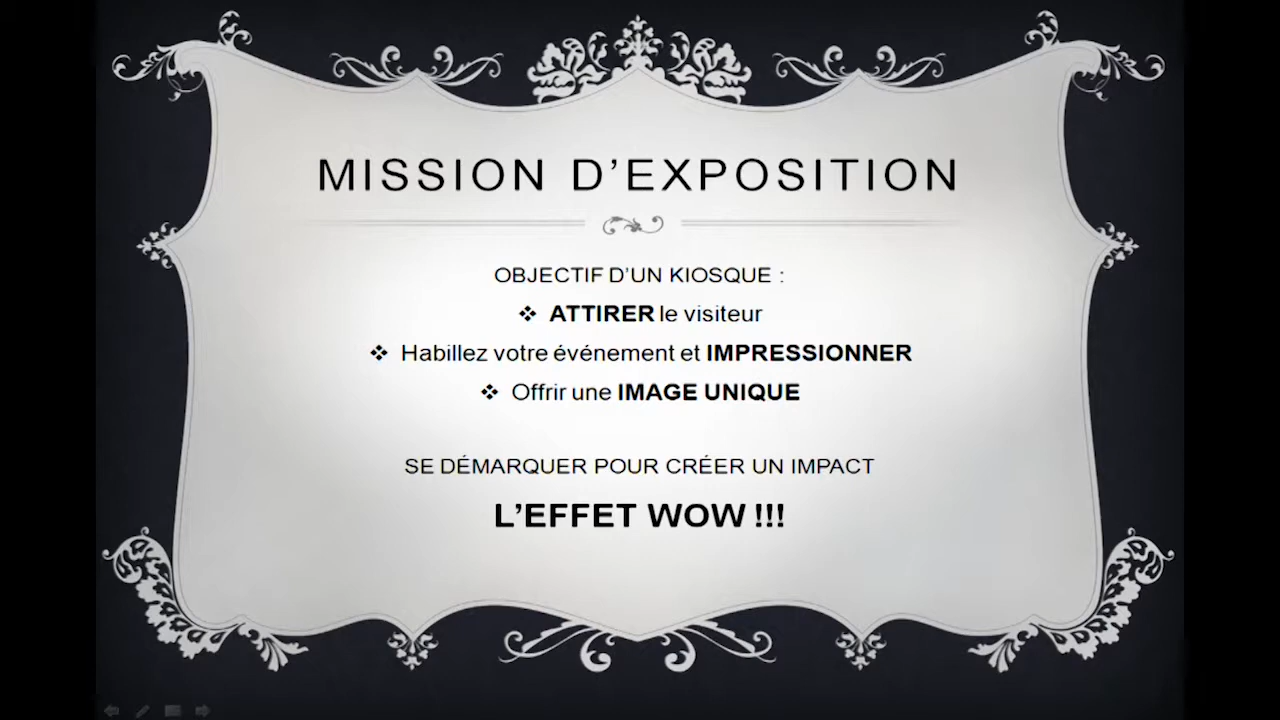 MISSION D’EXPOSITION
OBJECTIF D’UN KIOSQUE :
❖ ATTIRER le visiteur
❖ Habillez votre événement et IMPRESSIONNER
❖ Offrir une IMAGE UNIQUE
SE DÉMARQUER POUR CRÉER UN IMPACT
L’EFFET WOW !!!